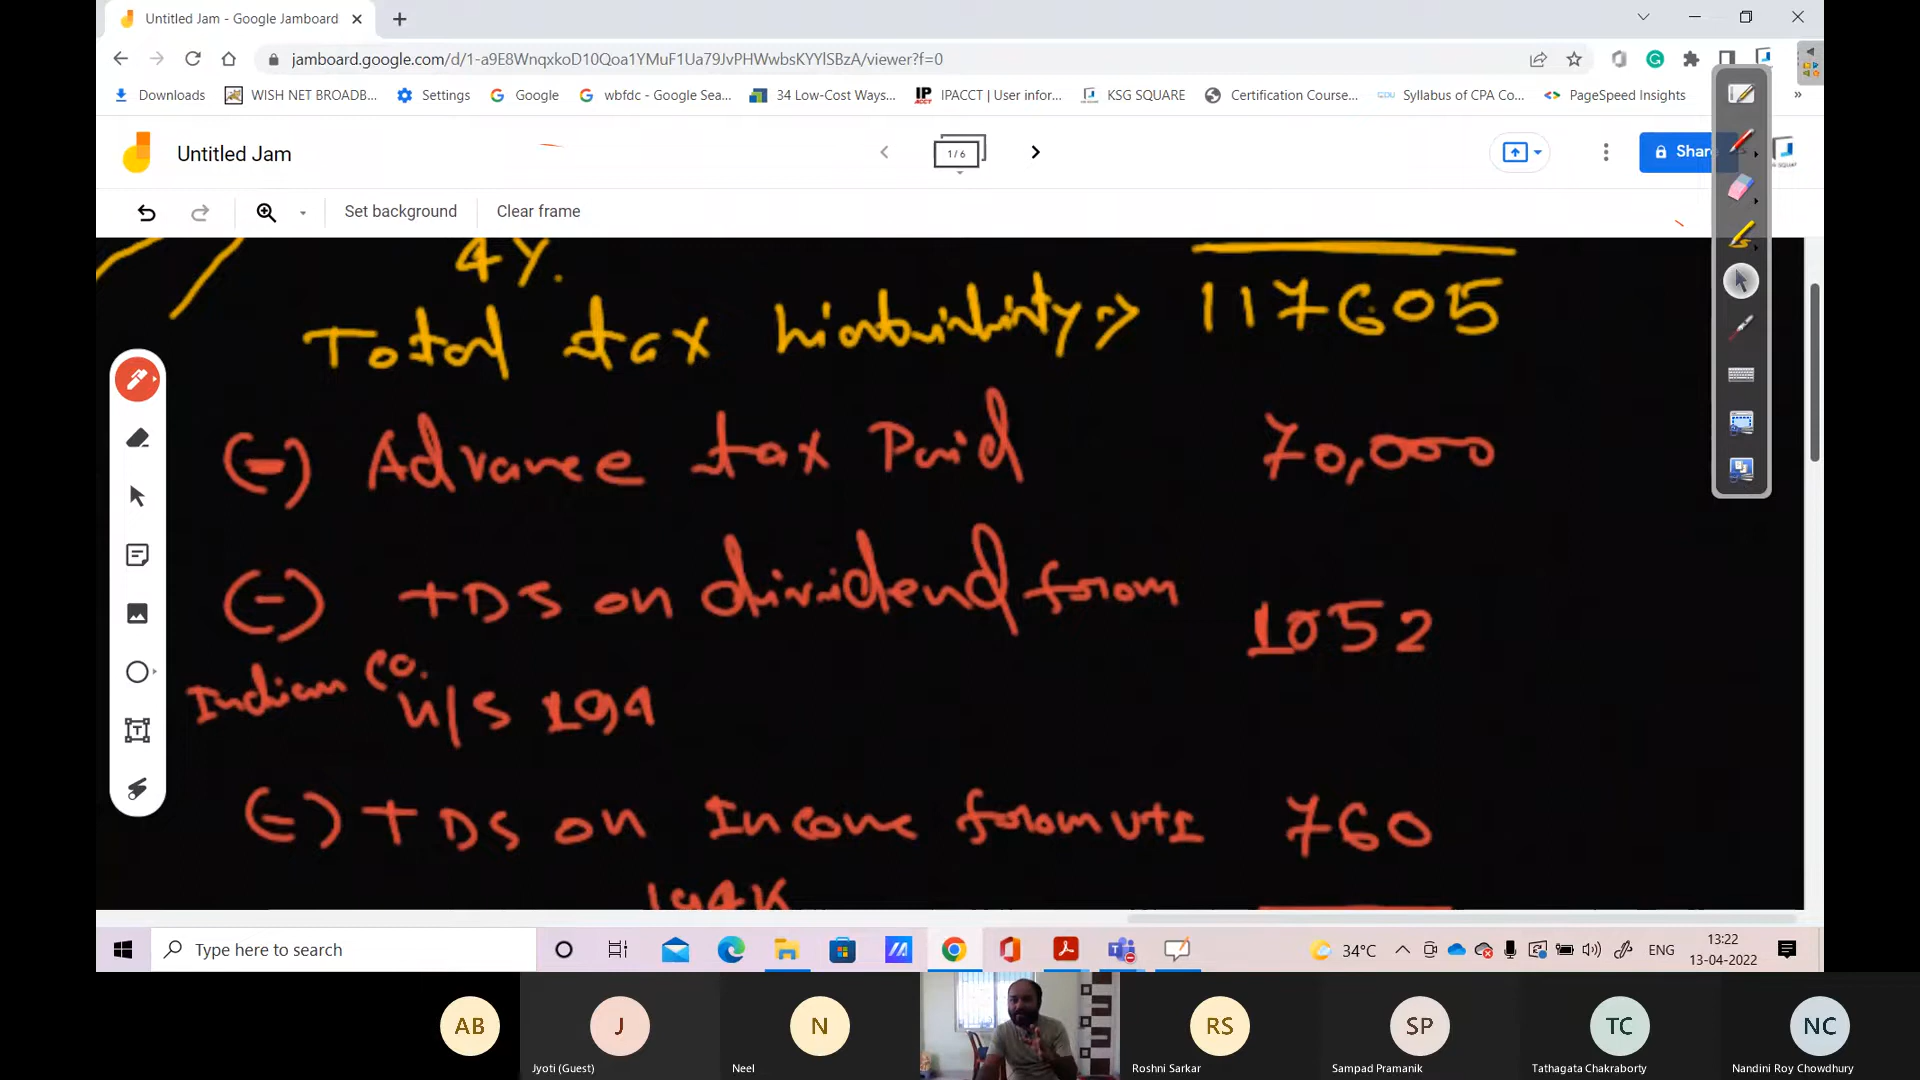 Untitled Jam - Google Jamboard
jamboard.google.com/d/1-a9E8WnqxkoD10Qoa1YMuF1Ua79JvPHWwbsKYYlSBzA/viewer?f=0
Downloads WISH NET BROADB... Settings Google wbfdc - Google Sea... 34 Low-Cost Ways... IPACCT | User infor... KSG SQUARE Certification Course... Syllabus of CPA Co... PageSpeed Insights »
Untitled Jam 1/6 Shar
Set background Clear frame
4Y.
Total tax liability :-> 117605
(-) Advance tax Paid 70,000
(-) TDS on dividend from 1052
Indian Co.
u/s 194
(-) TDS on Income from UTI 760
194K
Type here to search 34°C ENG 13:22
13-04-2022
AB J N RS SP TC NC
Jyoti (Guest) Neel Roshni Sarkar Sampad Pramanik Tathagata Chakraborty Nandini Roy Chowdhury